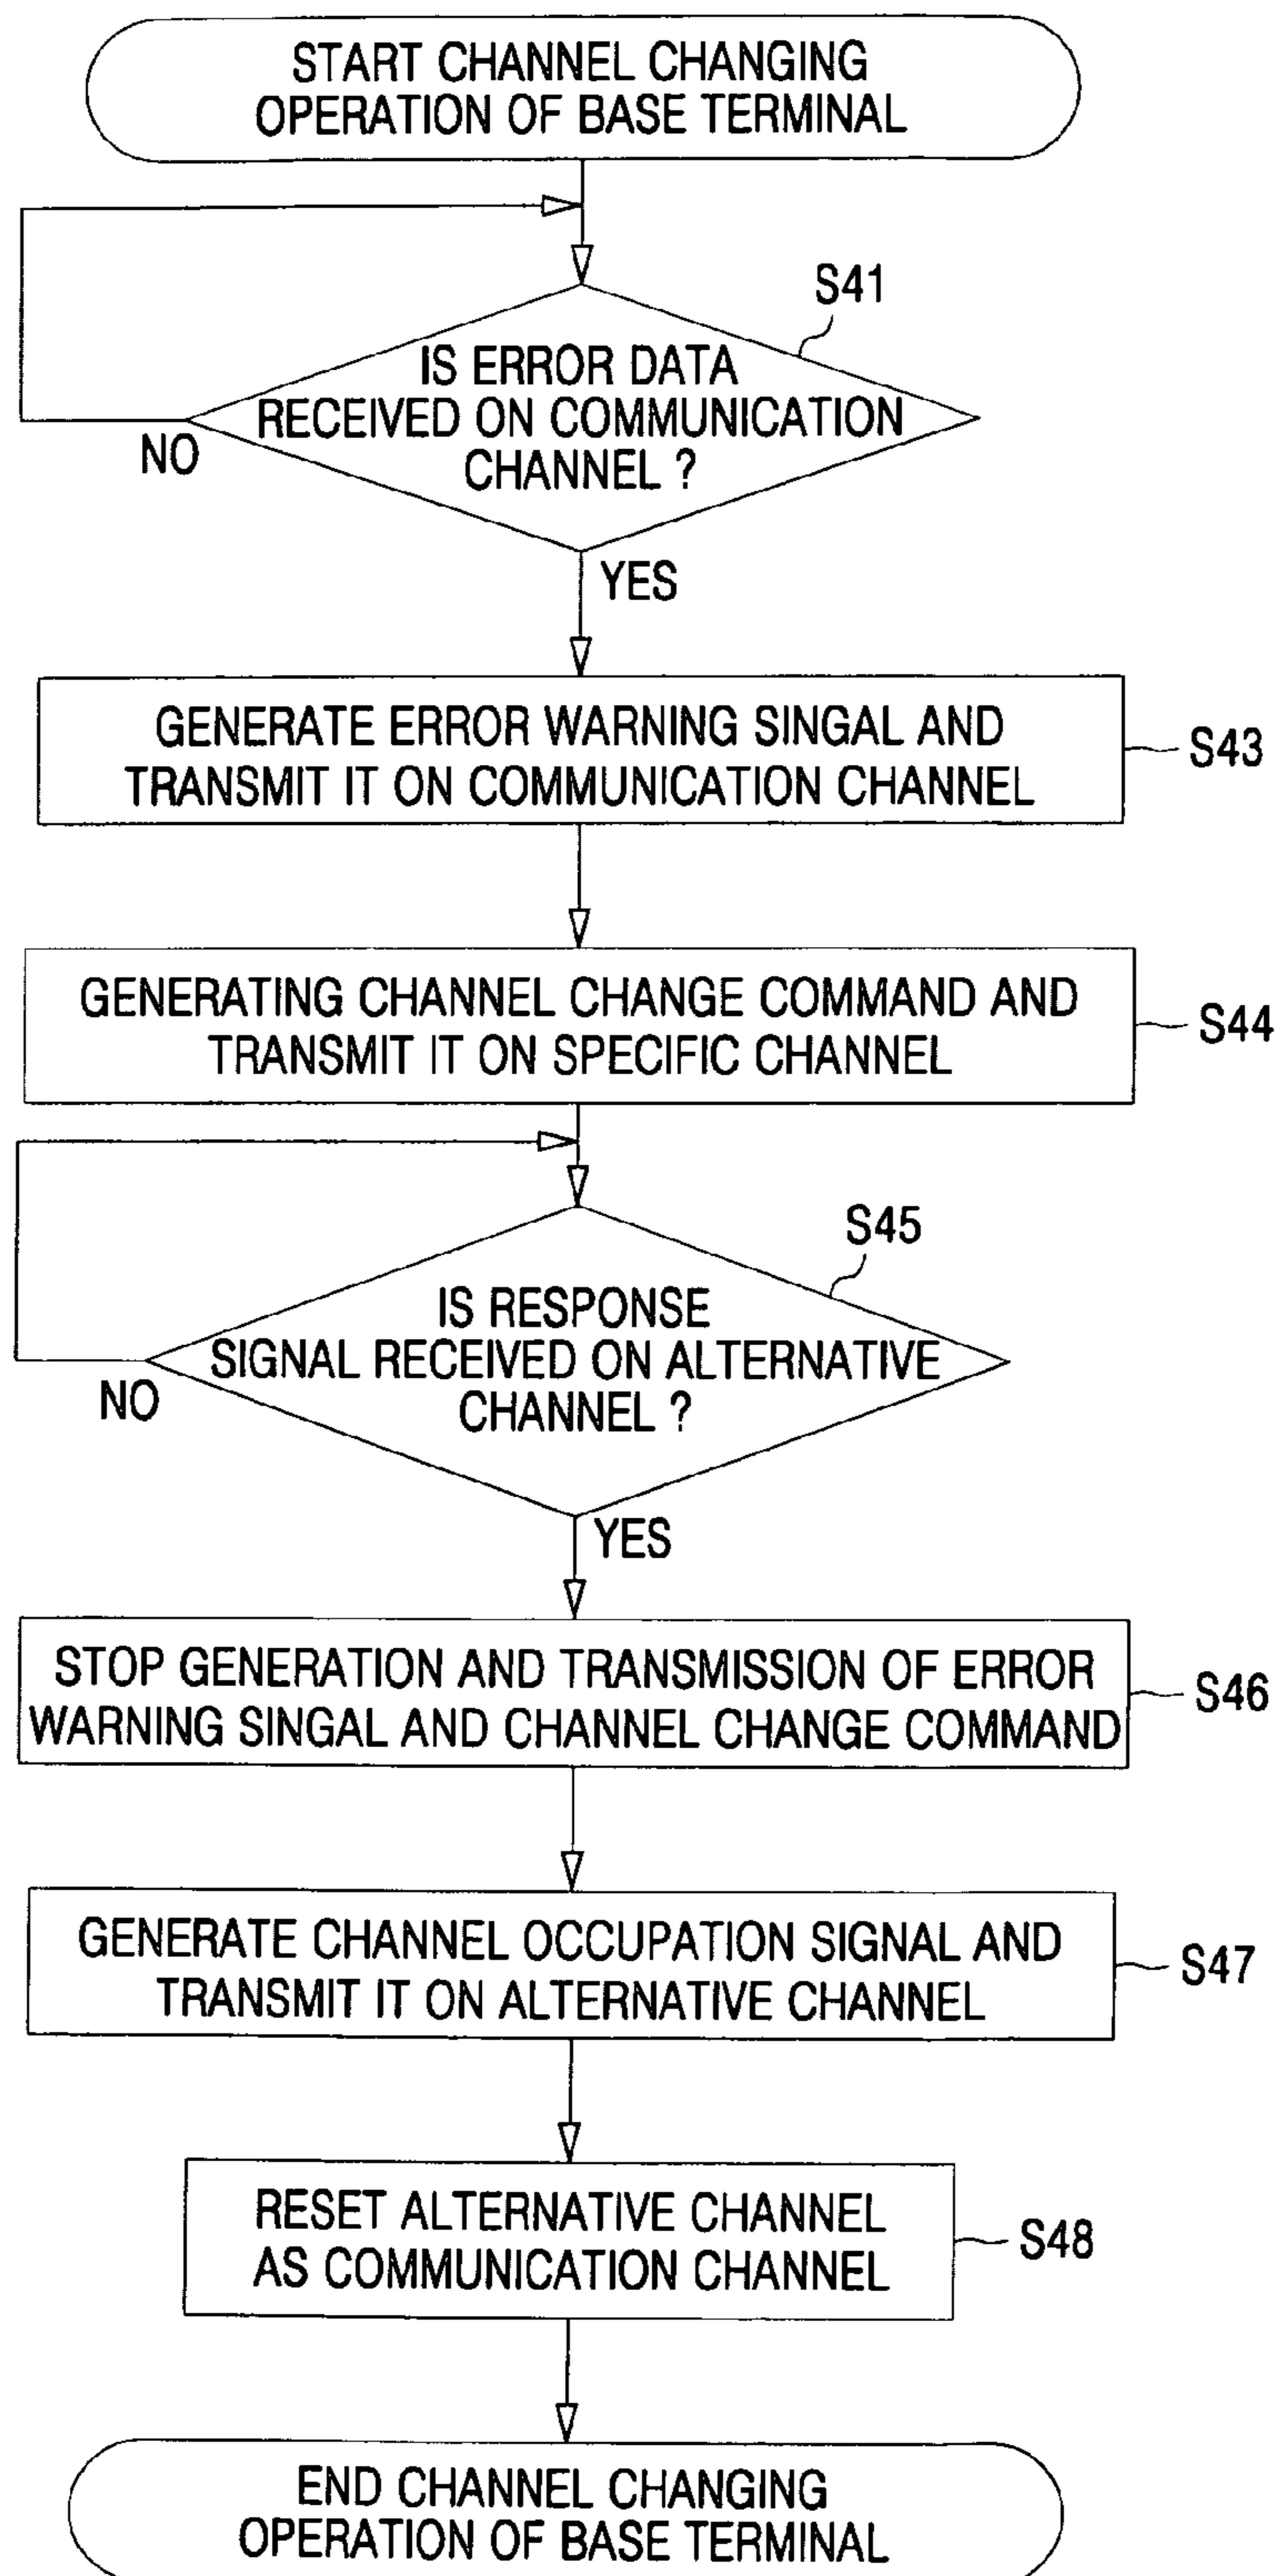 START CHANNEL CHANGING
OPERATION OF BASE TERMINAL
S41
IS ERROR DATA
RECEIVED ON COMMUNICATION
CHANNEL ?
NO
YES
GENERATE ERROR WARNING SINGAL AND
TRANSMIT IT ON COMMUNICATION CHANNEL
S43
GENERATING CHANNEL CHANGE COMMAND AND
TRANSMIT IT ON SPECIFIC CHANNEL
S44
S45
IS RESPONSE
SIGNAL RECEIVED ON ALTERNATIVE
CHANNEL ?
NO
YES
STOP GENERATION AND TRANSMISSION OF ERROR
WARNING SINGAL AND CHANNEL CHANGE COMMAND
S46
GENERATE CHANNEL OCCUPATION SIGNAL AND
TRANSMIT IT ON ALTERNATIVE CHANNEL
S47
RESET ALTERNATIVE CHANNEL
AS COMMUNICATION CHANNEL
S48
END CHANNEL CHANGING
OPERATION OF BASE TERMINAL